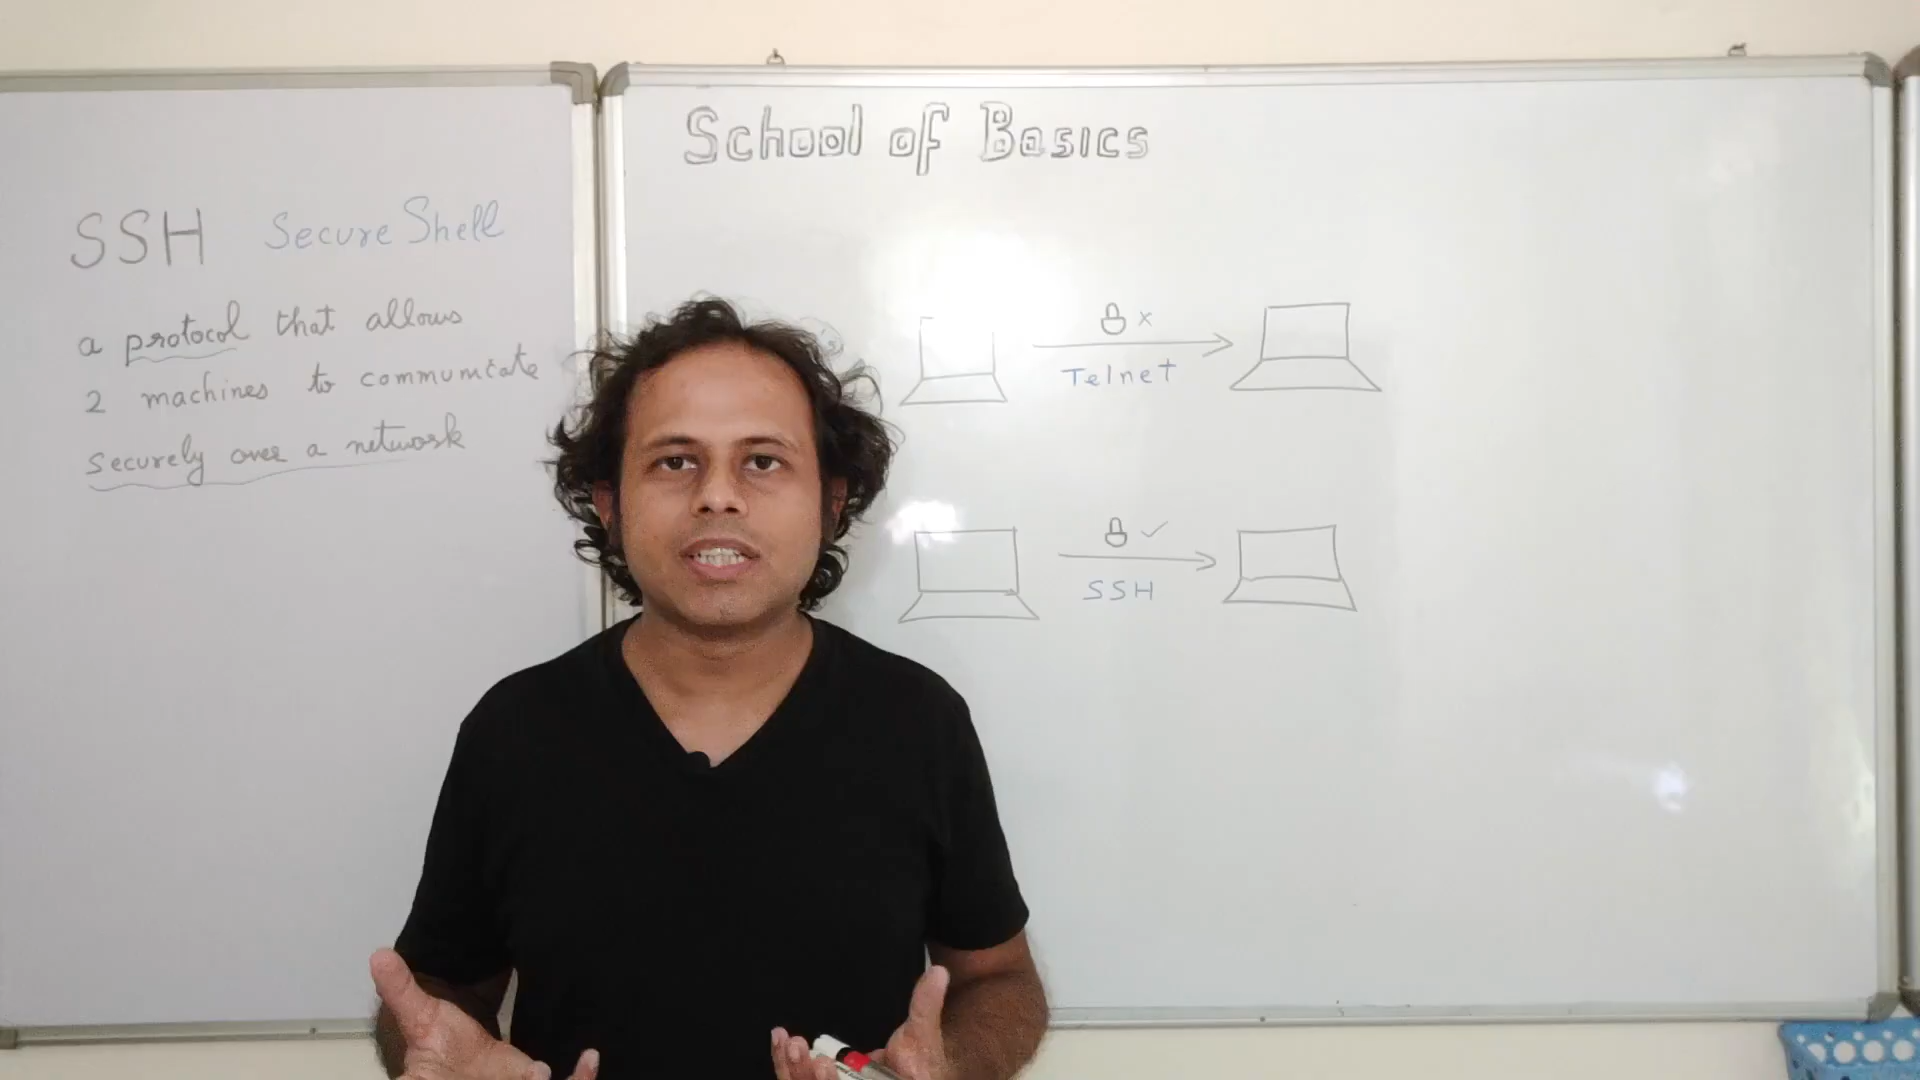 School of Basics
SSH Secure Shell
a protocol that allows
2 machines to communicate
securely over a network
x
Telnet
✓
SSH